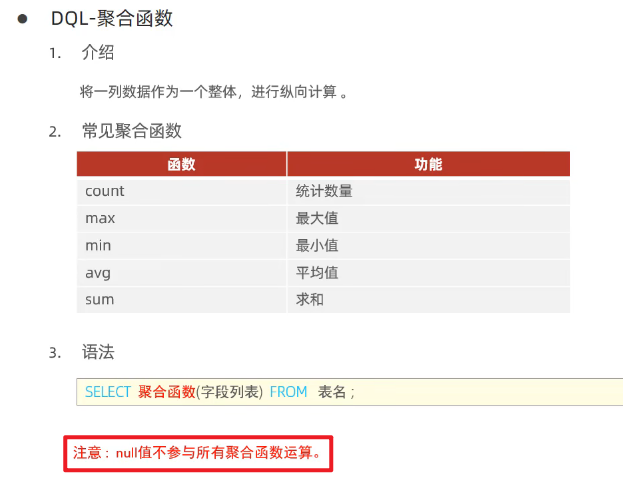 DQL-聚合函数
1. 介绍
将一列数据作为一个整体，进行纵向计算 。
2. 常见聚合函数
函数 功能
count 统计数量
max 最大值
min 最小值
avg 平均值
sum 求和
3. 语法
SELECT 聚合函数(字段列表) FROM 表名 ;
注意 : null值不参与所有聚合函数运算。